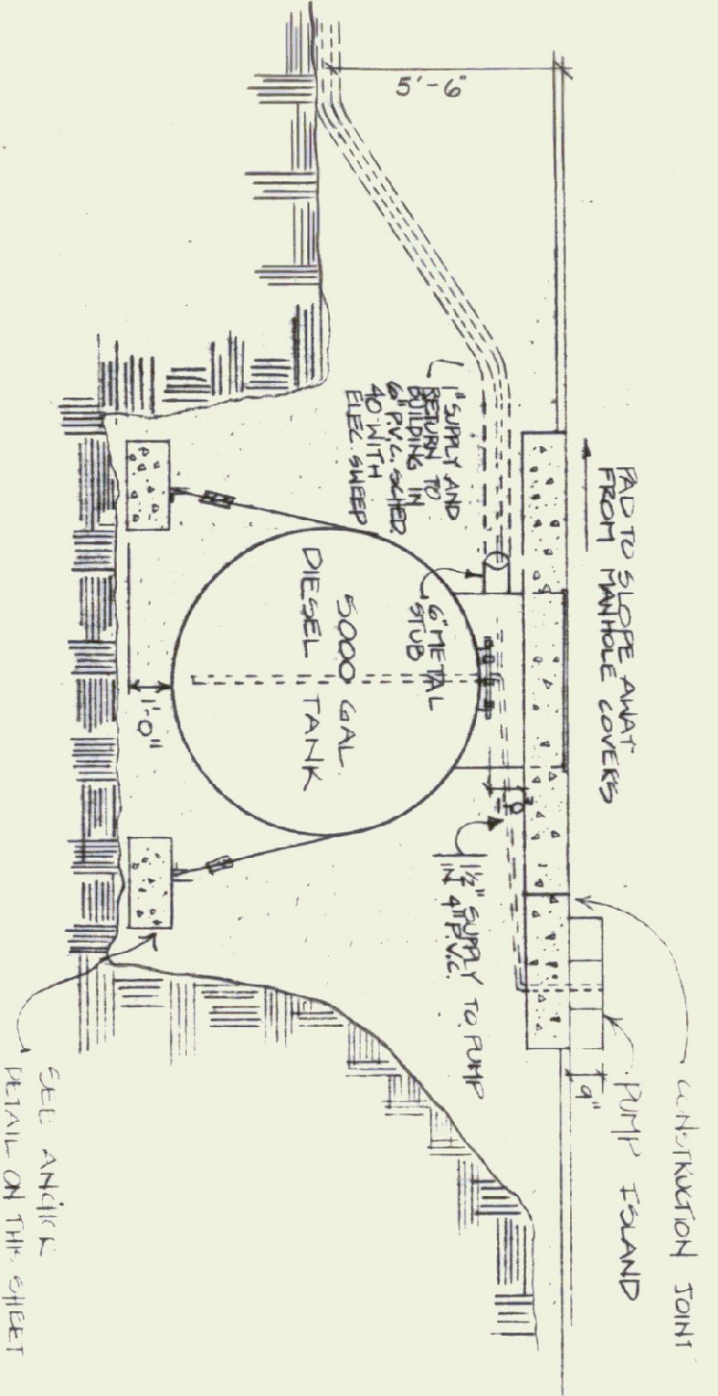 PAD TO SLOPE AWAY
FROM MANHOLE COVERS
CONSTRUCTION JOINT
PUMP ISLAND
9"
5'-6"
1" SUPPLY AND
RETURN TO
BUILDING IN
6" P.V.C. SCHED
40 WITH
ELEC. SWEEP
6" METAL
STUB
1½" SUPPLY TO PUMP
IN 4" P.V.C.
5000 GAL
DIESEL TANK
1'-0"
SEE ANCHOR
DETAIL ON THIS SHEET